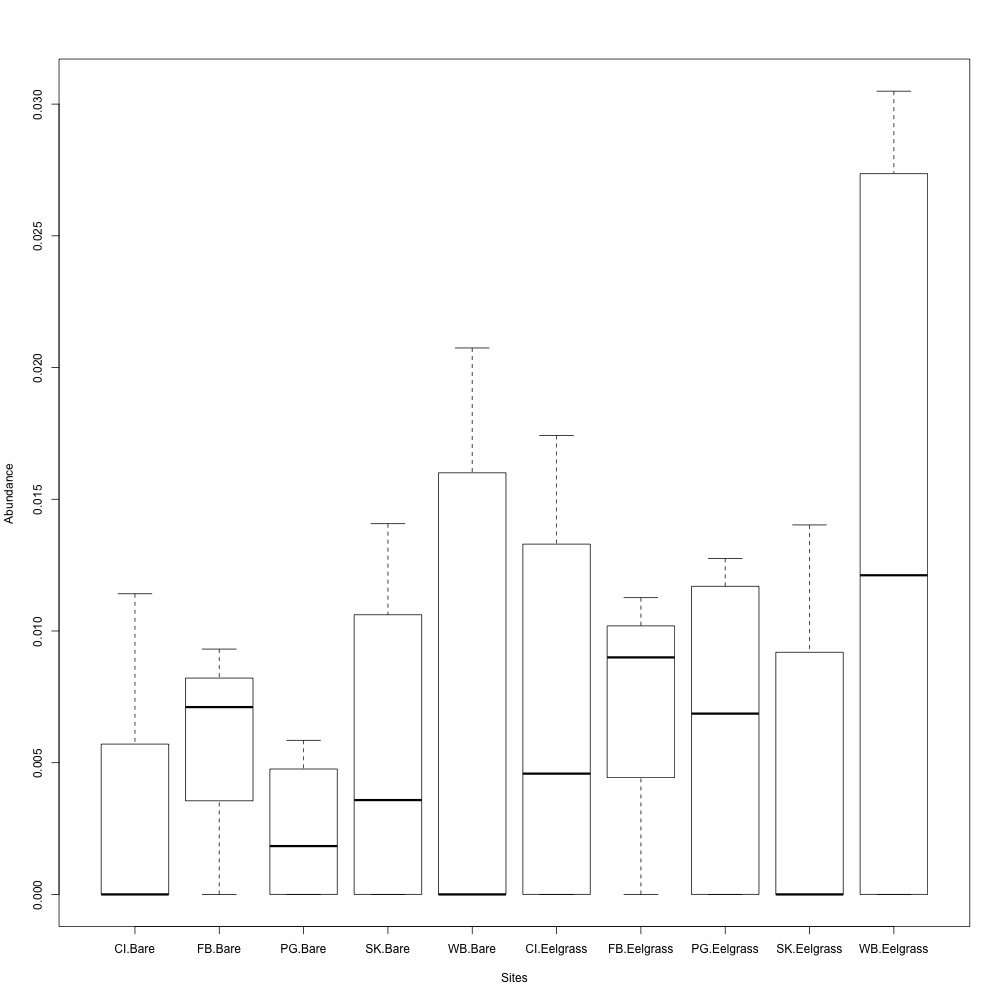 0.030
0.025
0.020
0.015
0.010
0.005
0.000
Abundance
CI.Bare FB.Bare PG.Bare SK.Bare WB.Bare CI.Eelgrass FB.Eelgrass PG.Eelgrass SK.Eelgrass WB.Eelgrass
Sites